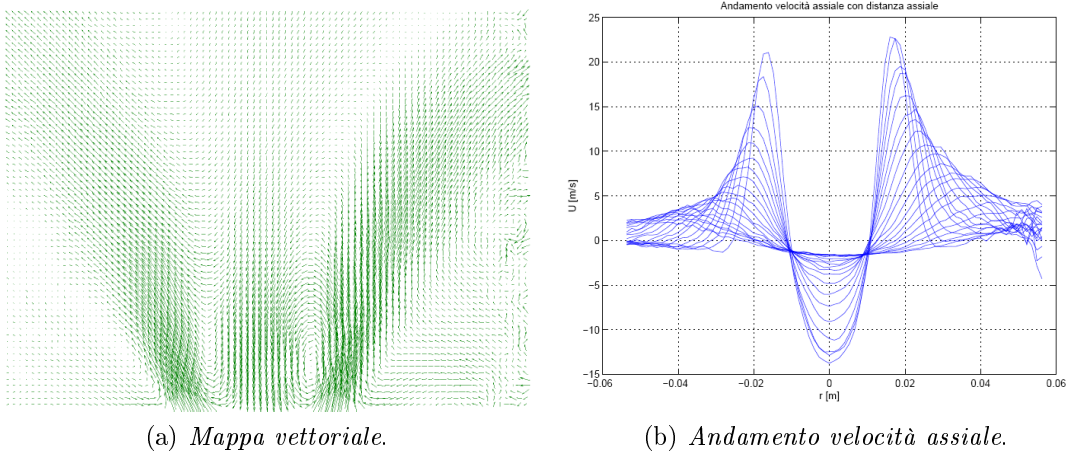 Andamento velocità assiale con distanza assiale
25
20
15
10
5
0
−5
−10
−15
U [m/s]
−0.06 −0.04 −0.02 0 0.02 0.04 0.06
r [m]
(a) Mappa vettoriale.
(b) Andamento velocità assiale.